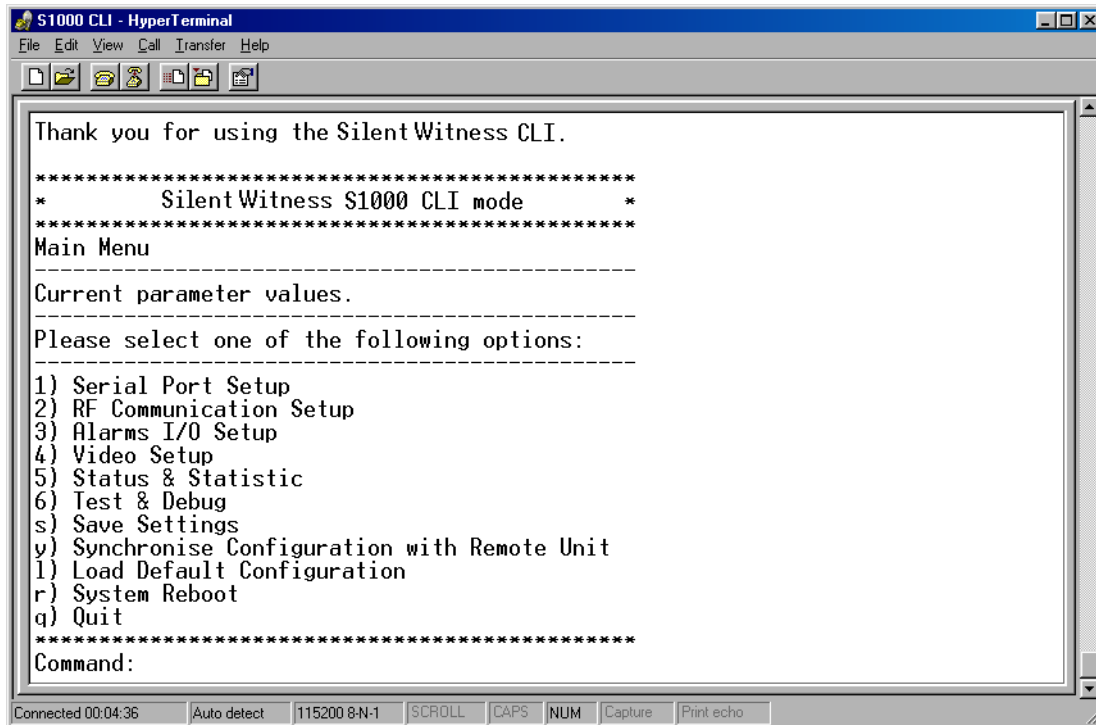 S1000 CLI - HyperTerminal
File Edit View Call Transfer Help
Thank you for using the Silent Witness CLI.
***********************************************
* Silent Witness S1000 CLI mode *
***********************************************
Main Menu
-----------------------------------------------
Current parameter values.
-----------------------------------------------
Please select one of the following options:
-----------------------------------------------
1) Serial Port Setup
2) RF Communication Setup
3) Alarms I/O Setup
4) Video Setup
5) Status & Statistic
6) Test & Debug
s) Save Settings
y) Synchronise Configuration with Remote Unit
l) Load Default Configuration
r) System Reboot
q) Quit
***********************************************
Command:
Connected 00:04:36 Auto detect 115200 8-N-1 SCROLL CAPS NUM Capture Print echo